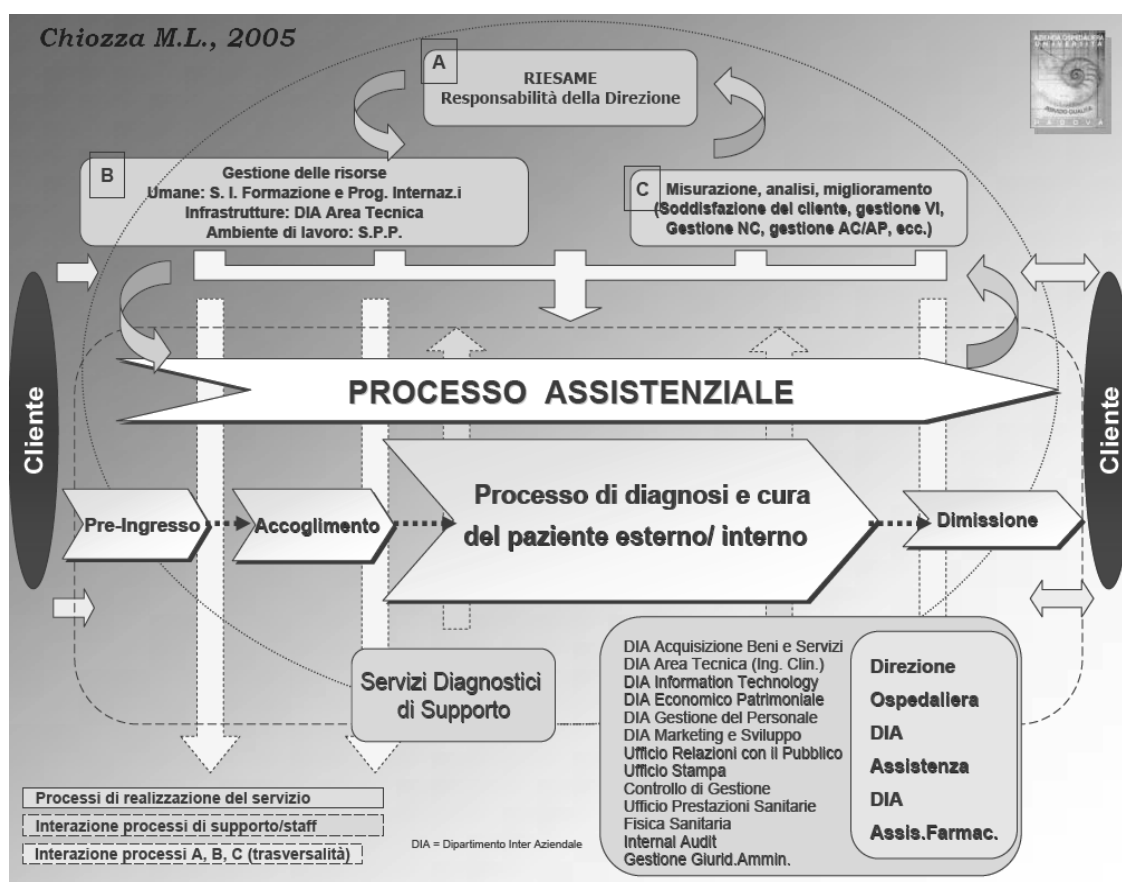 Chiozza M.L., 2005
A
RIESAME
Responsabilità della Direzione
AZIENDA OSPEDALIERA
UNIVERSITÀ
SERVIZIO QUALITÀ
PADOVA
B
Gestione delle risorse
Umane: S. I. Formazione e Prog. Internaz.i
Infrastrutture: DIA Area Tecnica
Ambiente di lavoro: S.P.P.
C
Misurazione, analisi, miglioramento
(Soddisfazione del cliente, gestione VI,
Gestione NC, gestione AC/AP, ecc.)
Cliente
PROCESSO ASSISTENZIALE
Cliente
Pre-Ingresso
Accoglimento
Processo di diagnosi e cura
del paziente esterno/ interno
Dimissione
Servizi Diagnostici
di Supporto
DIA Acquisizione Beni e Servizi
DIA Area Tecnica (Ing. Clin.)
DIA Information Technology
DIA Economico Patrimoniale
DIA Gestione del Personale
DIA Marketing e Sviluppo
Ufficio Relazioni con il Pubblico
Ufficio Stampa
Controllo di Gestione
Ufficio Prestazioni Sanitarie
Fisica Sanitaria
Internal Audit
Gestione Giurid.Ammin.
Direzione
Ospedaliera
DIA
Assistenza
DIA
Assis.Farmac.
Processi di realizzazione del servizio
Interazione processi di supporto/staff
Interazione processi A, B, C (trasversalità)
DIA = Dipartimento Inter Aziendale